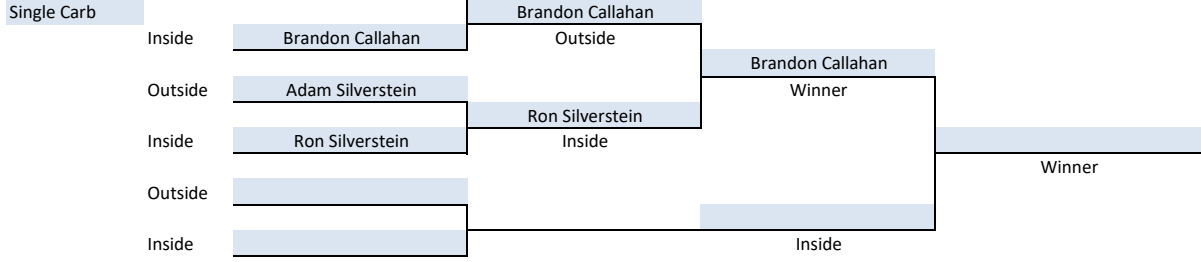 Single Carb
Brandon Callahan
Inside
Brandon Callahan
Outside
Brandon Callahan
Outside
Adam Silverstein
Winner
Ron Silverstein
Inside
Ron Silverstein
Inside
Winner
Outside
Inside
Inside